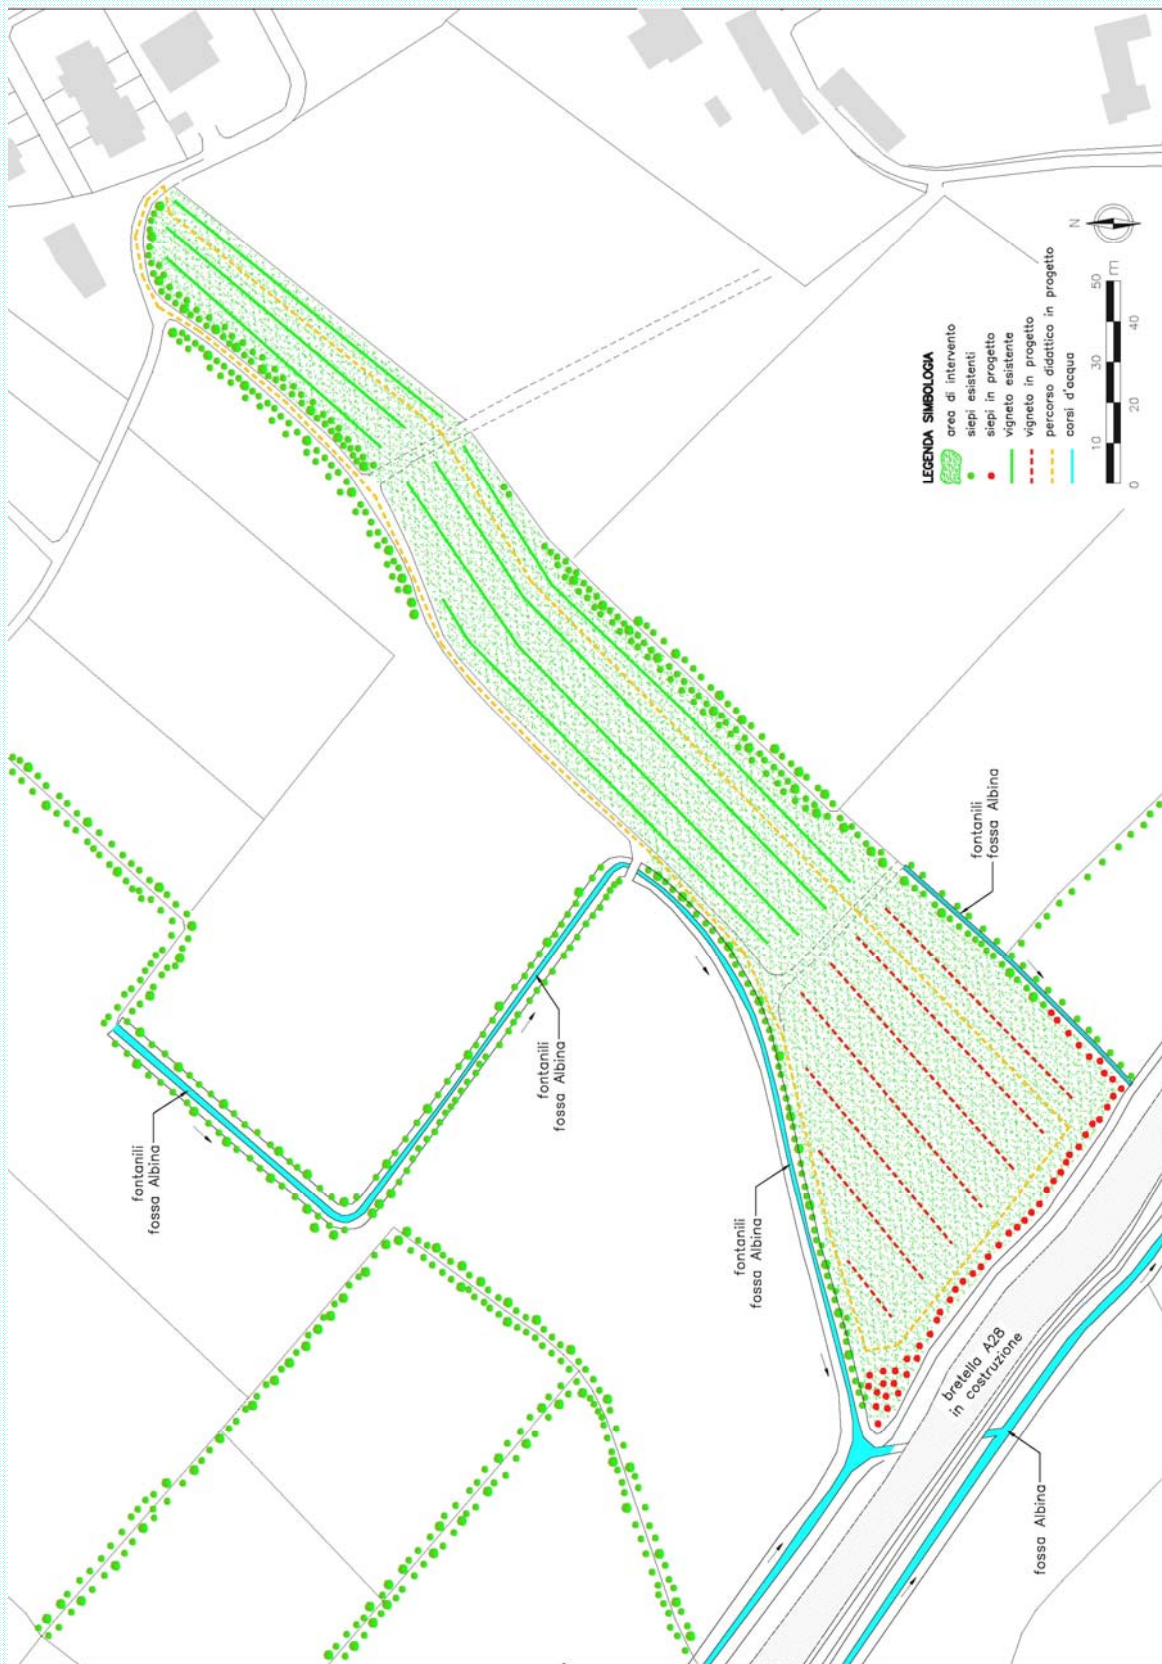 fontanili
fossa Albina
fontanili
fossa Albina
fontanili
fossa Albina
fontanili
fossa Albina
bretella A28
in costruzione
fossa Albina
LEGENDA SIMBOLOGIA
area di intervento
siepi esistenti
siepi in progetto
vigneto esistente
vigneto in progetto
percorso didattico in progetto
corsi d'acqua
N
0 10 20 30 40 50 m